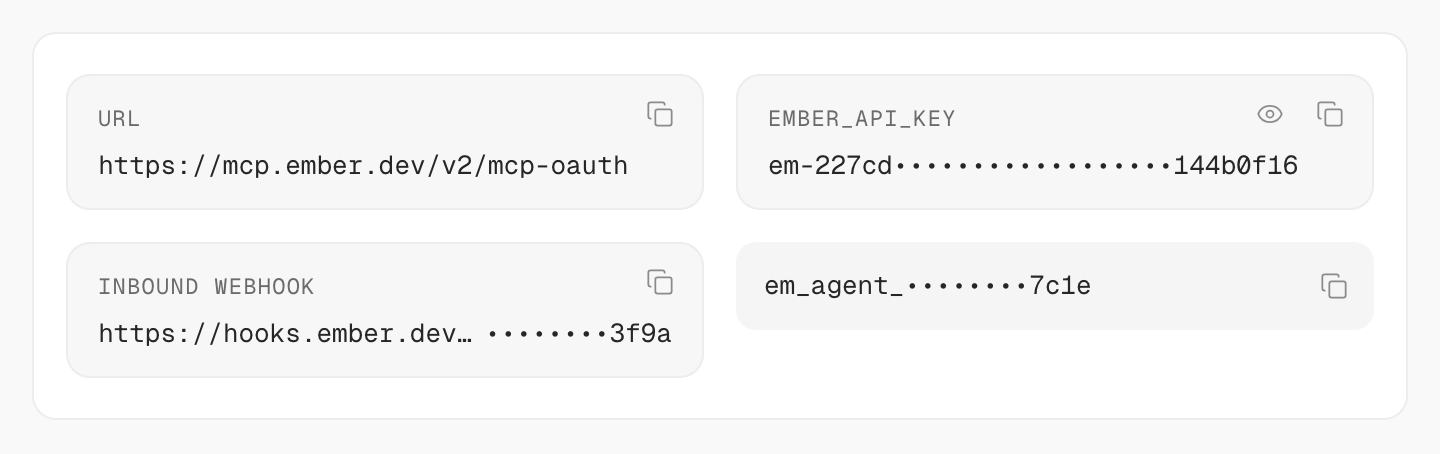 URL
https://mcp.ember.dev/v2/mcp-oauth
EMBER_API_KEY
em-227cd••••••••••••••••••144b0f16
INBOUND WEBHOOK
https://hooks.ember.dev… ••••••••3f9a
em_agent_••••••••7c1e